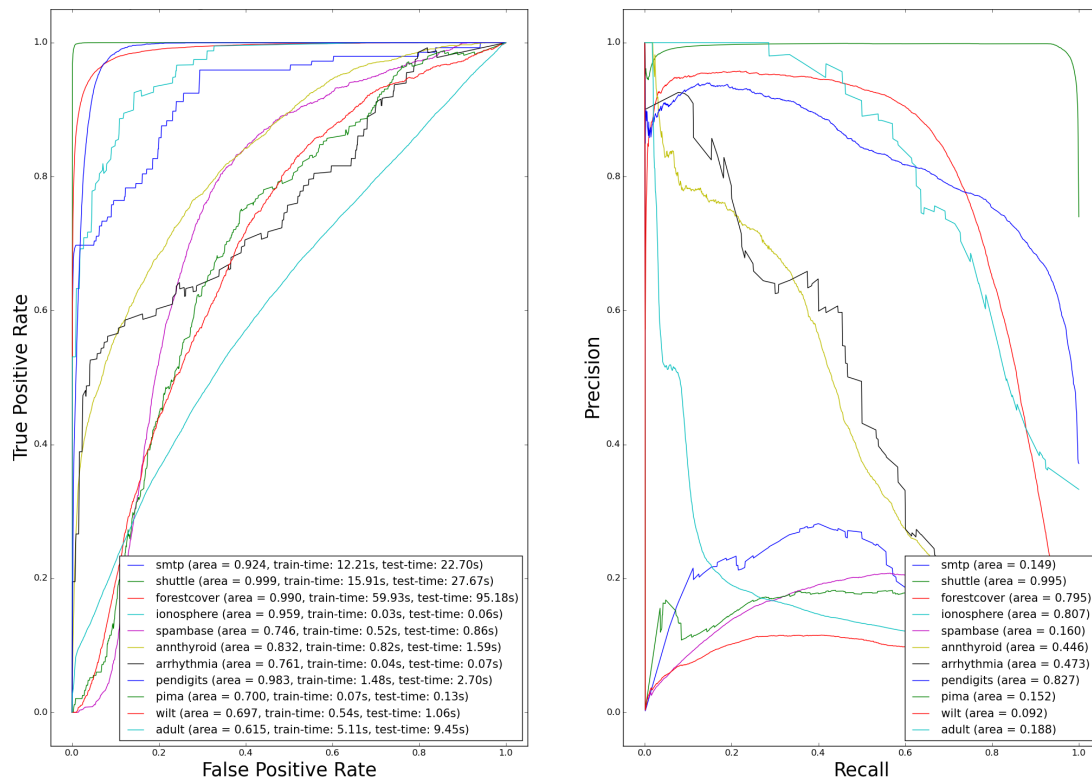 1.0
0.8
0.6
0.4
0.2
0.0
True Positive Rate
0.0 0.2 0.4 0.6 0.8 1.0
False Positive Rate
smtp (area = 0.924, train-time: 12.21s, test-time: 22.70s)
shuttle (area = 0.999, train-time: 15.91s, test-time: 27.67s)
forestcover (area = 0.990, train-time: 59.93s, test-time: 95.18s)
ionosphere (area = 0.959, train-time: 0.03s, test-time: 0.06s)
spambase (area = 0.746, train-time: 0.52s, test-time: 0.86s)
annthyroid (area = 0.832, train-time: 0.82s, test-time: 1.59s)
arrhythmia (area = 0.761, train-time: 0.04s, test-time: 0.07s)
pendigits (area = 0.983, train-time: 1.48s, test-time: 2.70s)
pima (area = 0.700, train-time: 0.07s, test-time: 0.13s)
wilt (area = 0.697, train-time: 0.54s, test-time: 1.06s)
adult (area = 0.615, train-time: 5.11s, test-time: 9.45s)
1.0
0.8
0.6
0.4
0.2
0.0
Precision
0.0 0.2 0.4 0.6 0.8 1.0
Recall
smtp (area = 0.149)
shuttle (area = 0.995)
forestcover (area = 0.795)
ionosphere (area = 0.807)
spambase (area = 0.160)
annthyroid (area = 0.446)
arrhythmia (area = 0.473)
pendigits (area = 0.827)
pima (area = 0.152)
wilt (area = 0.092)
adult (area = 0.188)